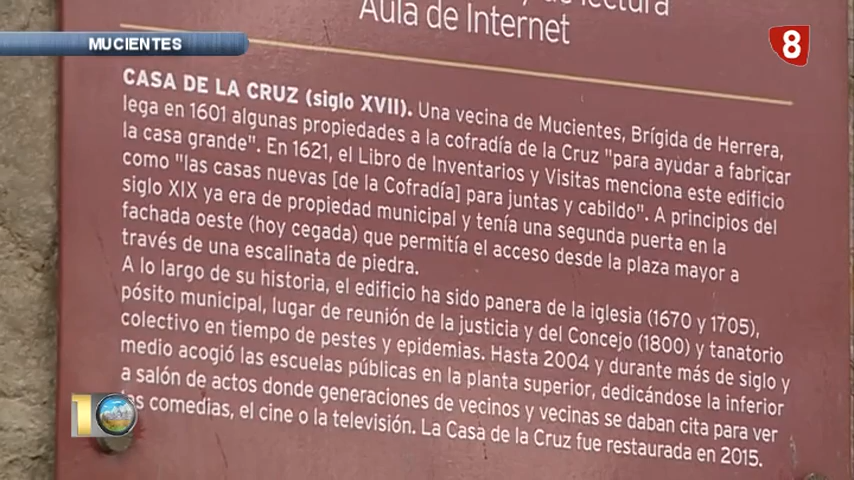 lectura
Aula de Internet
MUCIENTES
8
CASA DE LA CRUZ (siglo XVII). Una vecina de Mucientes, Brígida de Herrera,
lega en 1601 algunas propiedades a la cofradía de la Cruz "para ayudar a fabricar
la casa grande". En 1621, el Libro de Inventarios y Visitas menciona este edificio
como "las casas nuevas [de la Cofradía] para juntas y cabildo". A principios del
siglo XIX ya era de propiedad municipal y tenía una segunda puerta en la
fachada oeste (hoy cegada) que permitía el acceso desde la plaza mayor a
través de una escalinata de piedra.
A lo largo de su historia, el edificio ha sido panera de la iglesia (1670 y 1705),
pósito municipal, lugar de reunión de la justicia y del Concejo (1800) y tanatorio
colectivo en tiempo de pestes y epidemias. Hasta 2004 y durante más de siglo y
medio acogió las escuelas públicas en la planta superior, dedicándose la inferior
a salón de actos donde generaciones de vecinos y vecinas se daban cita para ver
las comedias, el cine o la televisión. La Casa de la Cruz fue restaurada en 2015.
10